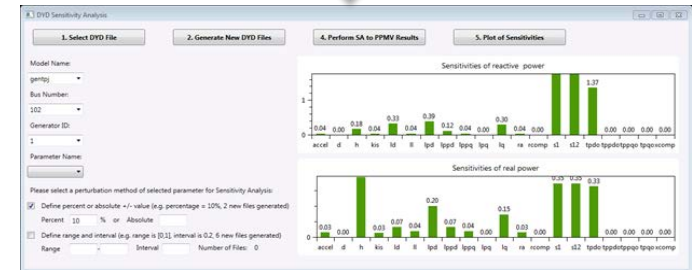 DYD Sensitivity Analysis
1. Select DYD File
2. Generate New DYD Files
4. Perform SA to PPMV Results
5. Plot of Sensitivities
Model Name:
gentpj
Bus Number:
102
Generator ID:
1
Parameter Name:
Please select a perturbation method of selected parameter for Sensitivity Analysis:
Define percent or absolute +/- value (e.g. percentage = 10%, 2 new files generated)
Percent 10 % or Absolute
Define range and interval (e.g. range is [0,1], interval is 0.2, 6 new files generated)
Range - Interval Number of Files: 0
Sensitivities of reactive power
1
0
0.04 0.00 0.18 0.04 0.33 0.04 0.39 0.12 0.04 0.00 0.30 0.04 0.00 1.37 0.00 0.00 0.00 0.00
accel d h kis ld ll lpd lppd lppq lpq lq ra rcomp s1 s12 tpdo tppdo tppqo tpqo xcomp
Sensitivities of real power
0
0.03 0.00 0.03 0.07 0.04 0.20 0.07 0.04 0.00 0.15 0.03 0.00 0.35 0.35 0.33 0.00 0.00 0.00 0.00
accel d h kis ld ll lpd lppd lppq lpq lq ra rcomp s1 s12 tpdo tppdo tppqo tpqo xcomp